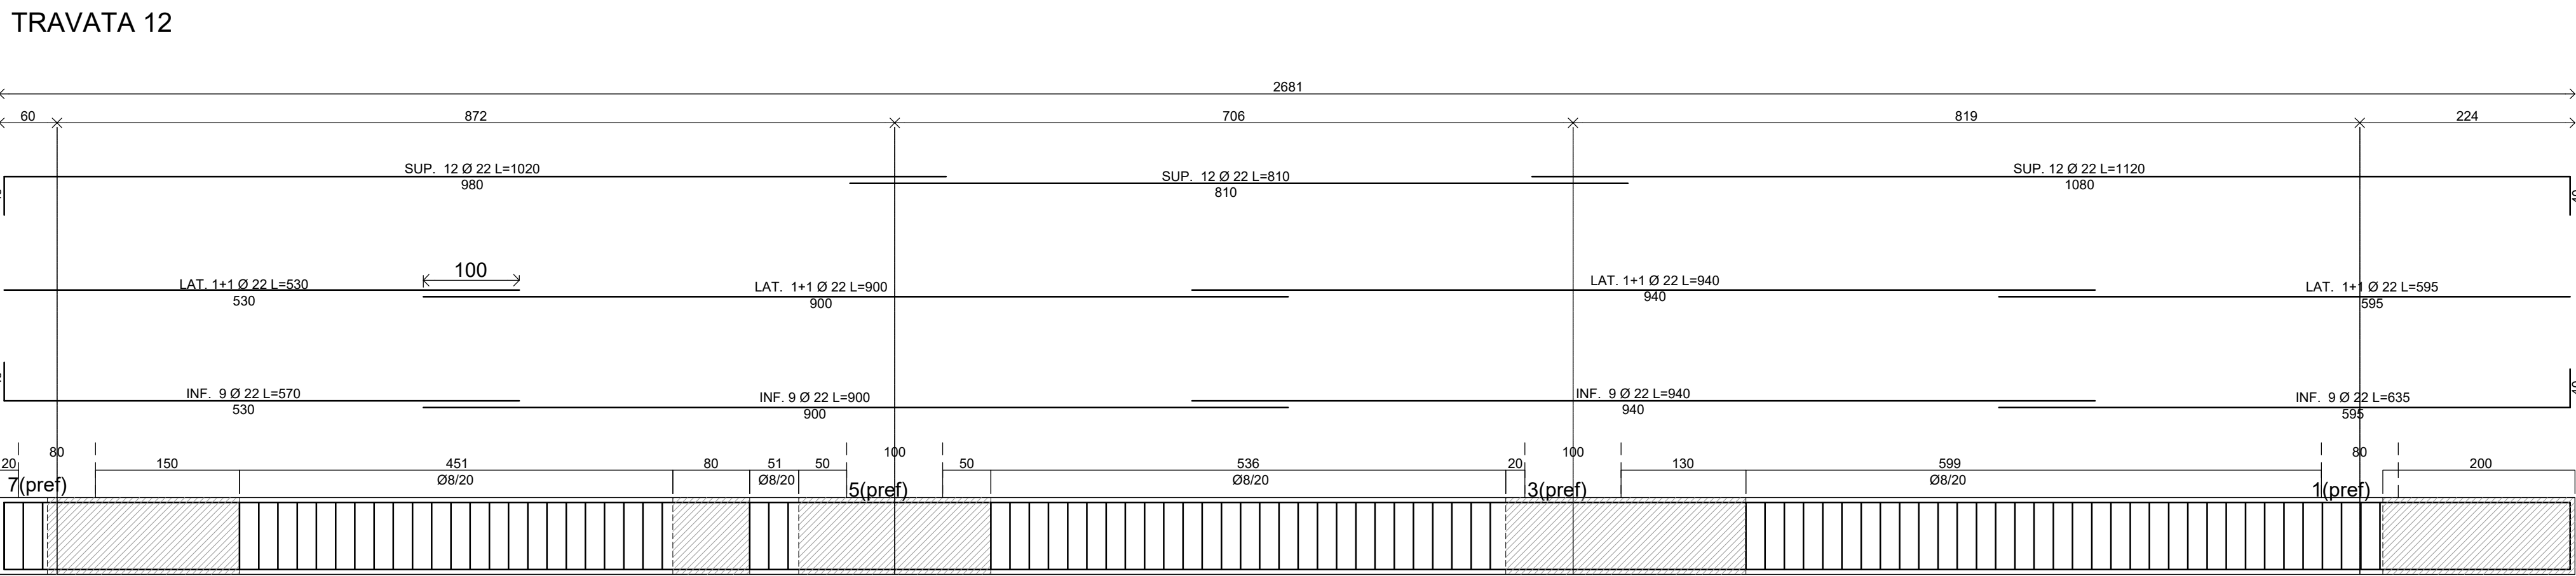 TRAVATA 12
2681
60 872 706 819 224
SUP. 12 Ø 22 L=1020
980
SUP. 12 Ø 22 L=810
810
SUP. 12 Ø 22 L=1120
1080
100
LAT. 1+1 Ø 22 L=530
530
LAT. 1+1 Ø 22 L=900
900
LAT. 1+1 Ø 22 L=940
940
LAT. 1+1 Ø 22 L=595
595
INF. 9 Ø 22 L=570
530
INF. 9 Ø 22 L=900
900
INF. 9 Ø 22 L=940
940
INF. 9 Ø 22 L=635
595
80 100 100 80
20 150 451 80 51 50 50 536 20 130 599 200
Ø8/20 Ø8/20 Ø8/20 Ø8/20
7(pref) 5(pref) 3(pref) 1(pref)